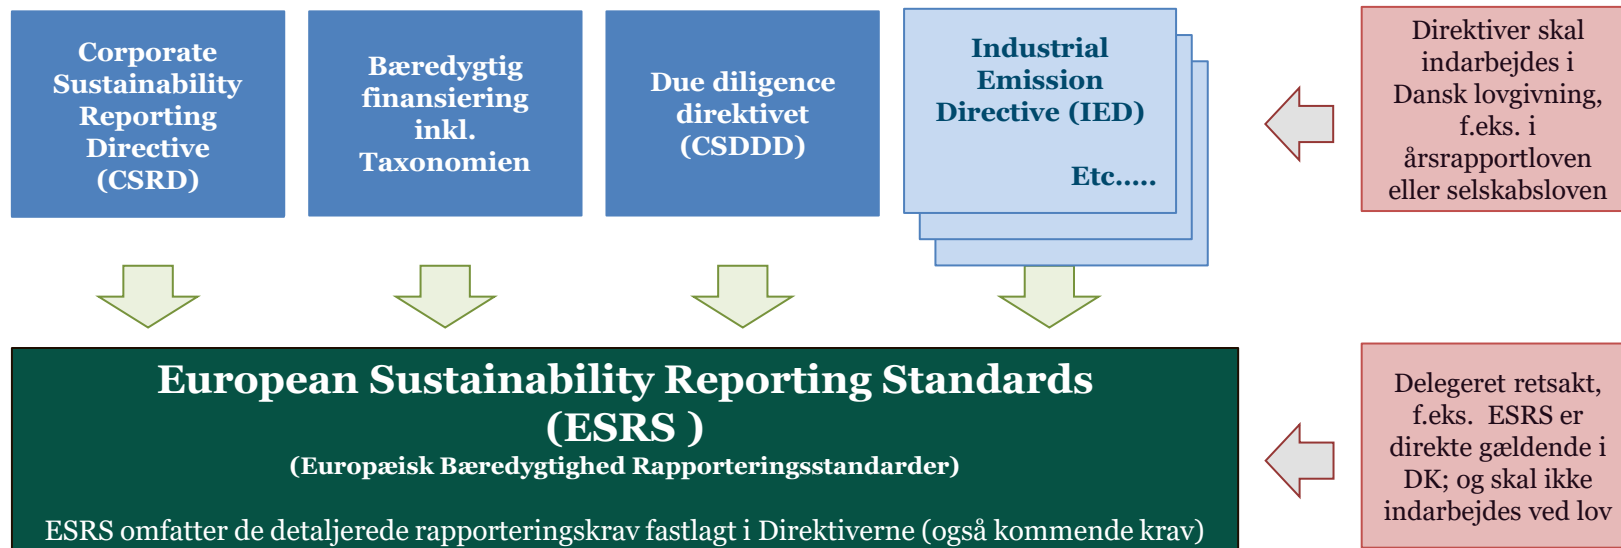 Corporate
Sustainability
Reporting
Directive
(CSRD)
Bæredygtig
finansiering
inkl.
Taxonomien
Due diligence
direktivet
(CSDDD)
Industrial
Emission
Directive (IED)
Etc.....
Direktiver skal
indarbejdes i
Dansk lovgivning,
f.eks. i
årsrapportloven
eller selskabsloven
European Sustainability Reporting Standards
(ESRS )
(Europæisk Bæredygtighed Rapporteringsstandarder)
ESRS omfatter de detaljerede rapporteringskrav fastlagt i Direktiverne (også kommende krav)
Delegeret retsakt,
f.eks. ESRS er
direkte gældende i
DK; og skal ikke
indarbejdes ved lov